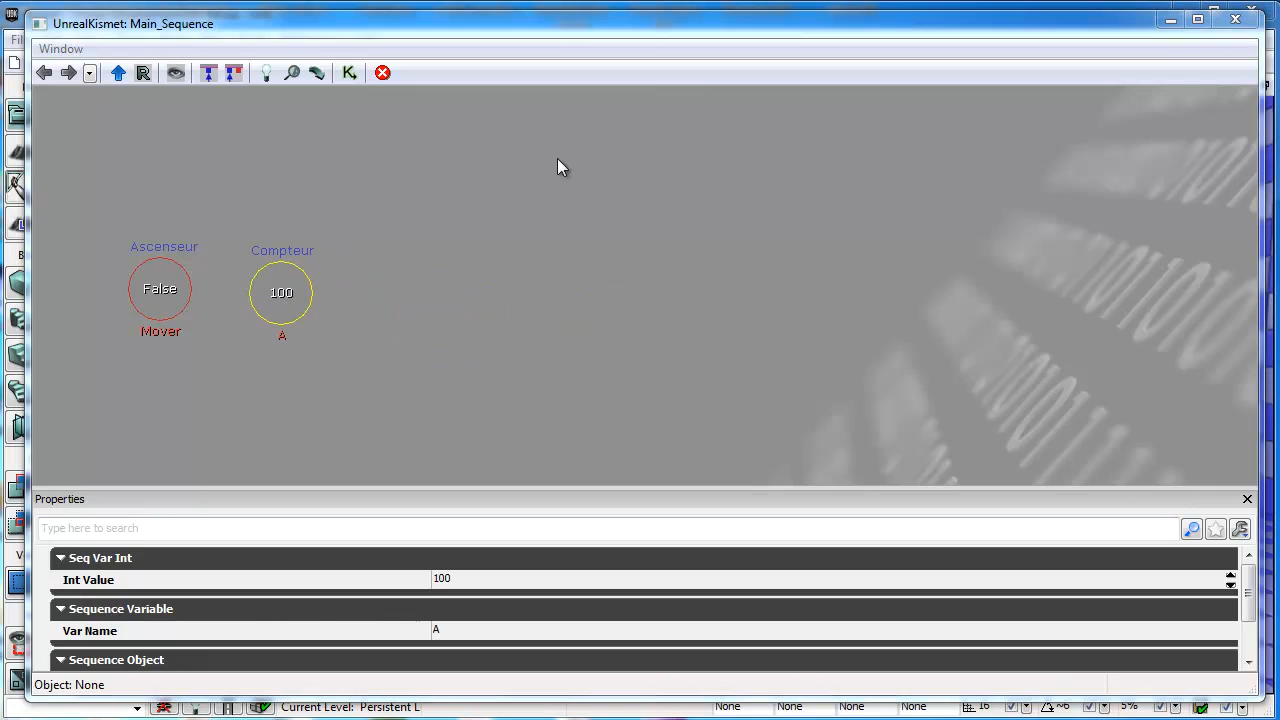 UnrealKismet: Main_Sequence
Window
Ascenseur
Compteur
False
100
Mover
A
Properties
Type here to search
Seq Var Int
Int Value
100
Sequence Variable
Var Name
A
Sequence Object
Object: None
Current Level: Persistent L
None
None
None
None
16
5%